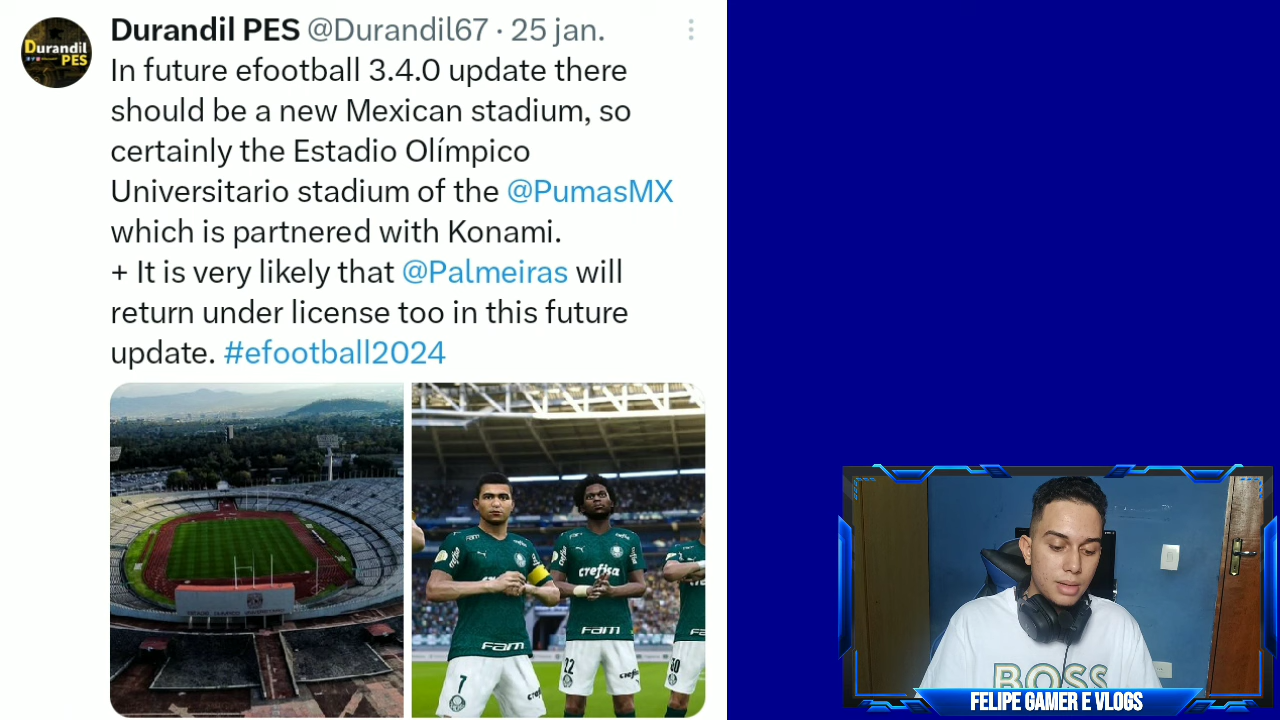 Durandil PES @Durandil67 · 25 jan.
In future efootball 3.4.0 update there
should be a new Mexican stadium, so
certainly the Estadio Olímpico
Universitario stadium of the @PumasMX
which is partnered with Konami.
+ It is very likely that @Palmeiras will
return under license too in this future
update. #efootball2024
Durandil
PES
ESTADIO OLIMPICO UNIVERSITARIO
FAM
crefisa
FAM
7
22
30
BOSS
FELIPE GAMER E VLOGS